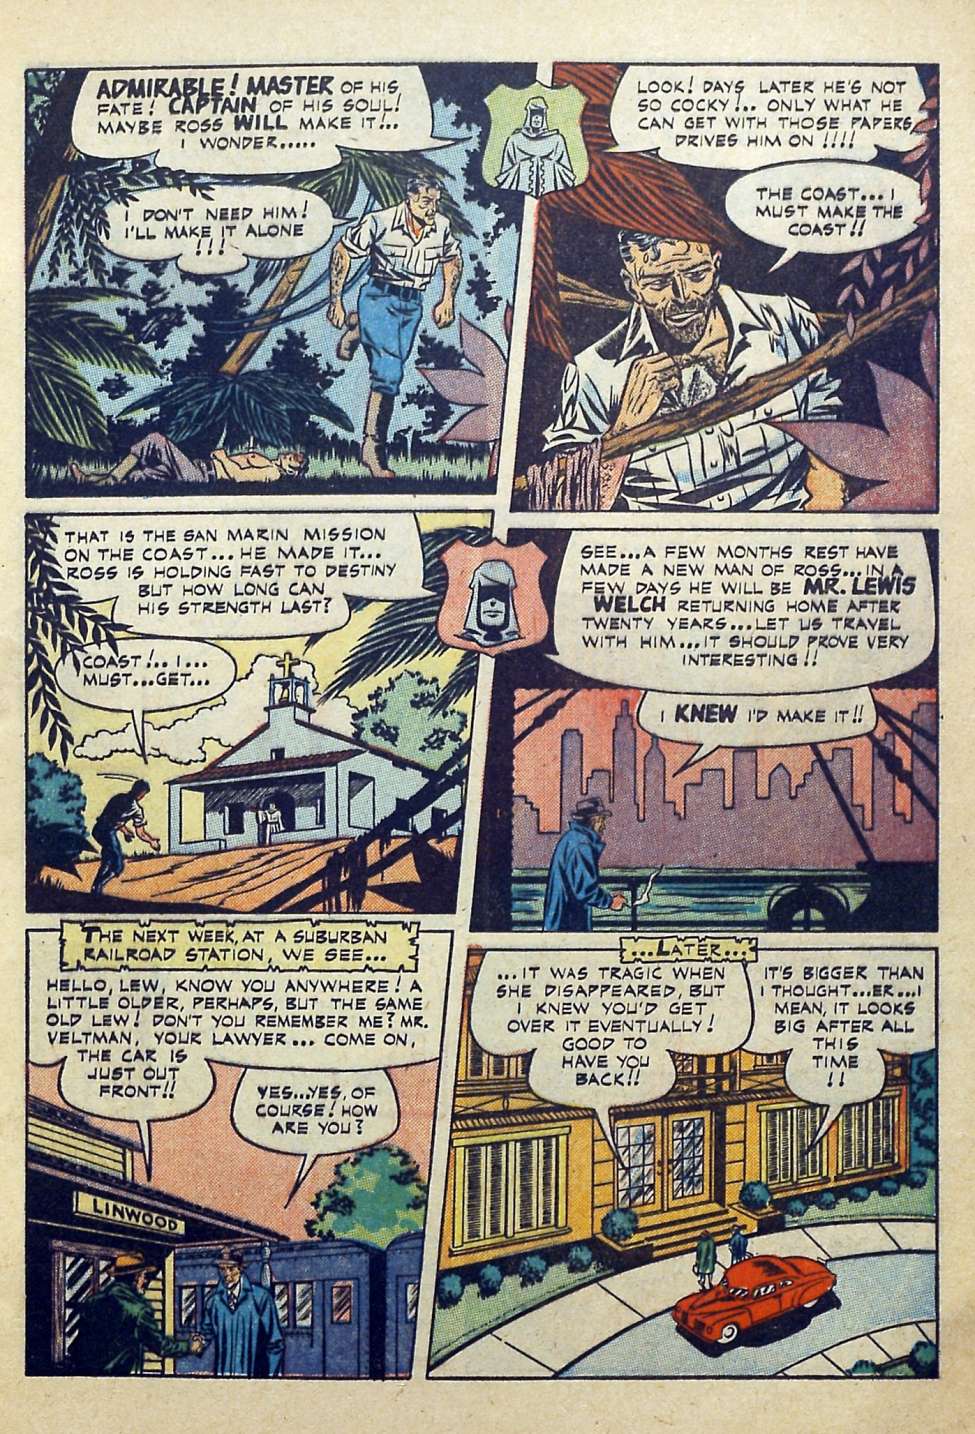 ADMIRABLE! MASTER OF HIS
FATE! CAPTAIN OF HIS SOUL!
MAYBE ROSS WILL MAKE IT!..
I WONDER.....
I DON'T NEED HIM!
I'LL MAKE IT ALONE
!!!
LOOK! DAYS LATER HE'S NOT
SO COCKY!... ONLY WHAT HE
CAN GET WITH THOSE PAPERS
DRIVES HIM ON !!!!
THE COAST... I
MUST MAKE THE
COAST!!
THAT IS THE SAN MARIN MISSION
ON THE COAST... HE MADE IT...
ROSS IS HOLDING FAST TO DESTINY
BUT HOW LONG CAN
HIS STRENGTH LAST?
COAST!.. I...
MUST...GET...
SEE...A FEW MONTHS REST HAVE
MADE A NEW MAN OF ROSS...IN A
FEW DAYS HE WILL BE MR. LEWIS
WELCH RETURNING HOME AFTER
TWENTY YEARS...LET US TRAVEL
WITH HIM...IT SHOULD PROVE VERY
INTERESTING!!
I KNEW I'D MAKE IT!!
THE NEXT WEEK, AT A SUBURBAN
RAILROAD STATION, WE SEE...
HELLO, LEW, KNOW YOU ANYWHERE! A
LITTLE OLDER, PERHAPS, BUT THE SAME
OLD LEW! DON'T YOU REMEMBER ME? MR.
VELTMAN, YOUR LAWYER... COME ON,
THE CAR IS
JUST OUT
FRONT!!
YES...YES, OF
COURSE! HOW
ARE YOU?
LINWOOD
...LATER...
...IT WAS TRAGIC WHEN
SHE DISAPPEARED, BUT
I KNEW YOU'D GET
OVER IT EVENTUALLY!
GOOD TO
HAVE YOU
BACK!!
IT'S BIGGER THAN
I THOUGHT...ER...I
MEAN, IT LOOKS
BIG AFTER ALL
THIS
TIME
!!